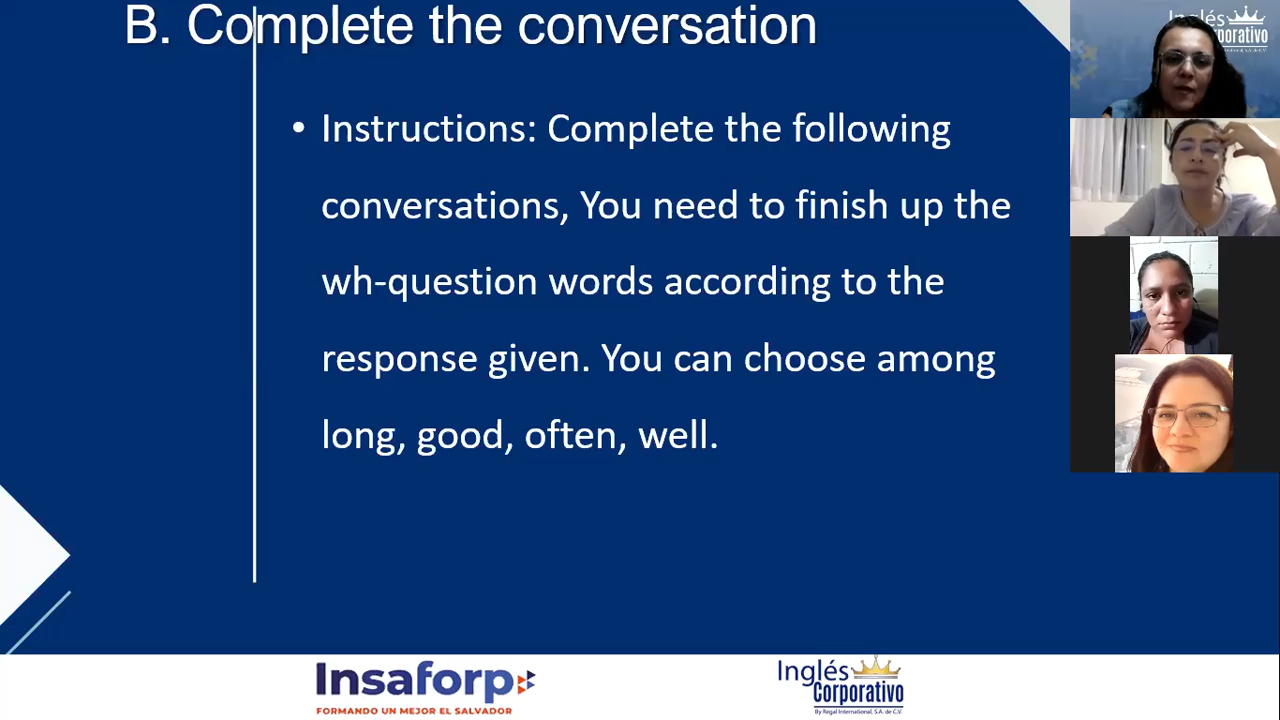 B. Complete the conversation
• Instructions: Complete the following
conversations, You need to finish up the
wh-question words according to the
response given. You can choose among
long, good, often, well.
Inglés
Insaforp
FORMANDO UN MEJOR EL SALVADOR
Inglés
Corporativo
By Regal International, S.A. de C.V.